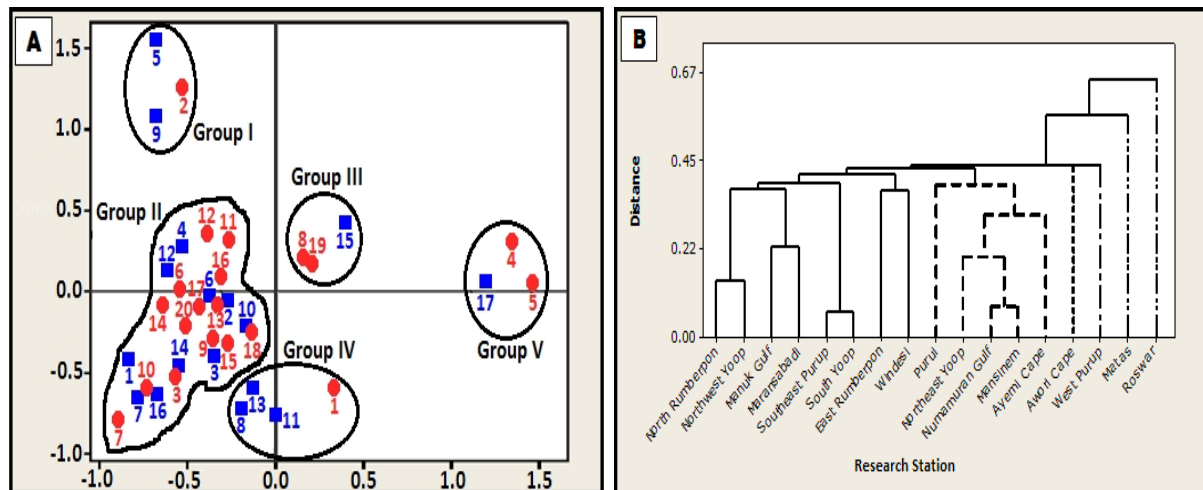 A
1.5
1.0
0.5
0.0
-0.5
-1.0
-1.0
-0.5
0.0
0.5
1.0
1.5
5
2
9
Group I
Group II
12
11
4
12
16
6
6
17
2
10
14
20
13
18
9
15
3
14
1
10
3
7
16
7
Group III
8
19
15
Group IV
13
8
11
1
Group V
4
17
5
B
Distance
0.67
0.45
0.22
0.00
North Rumberpon
Northwest Yoop
Manuk Gulf
Maransabadi
Southeast Purup
South Yoop
East Rumberpon
Windesi
Purui
Northeast Yoop
Numamuran Gulf
Mansinem
Ayemi Cape
Awori Cape
West Purup
Matas
Roswar
Research Station